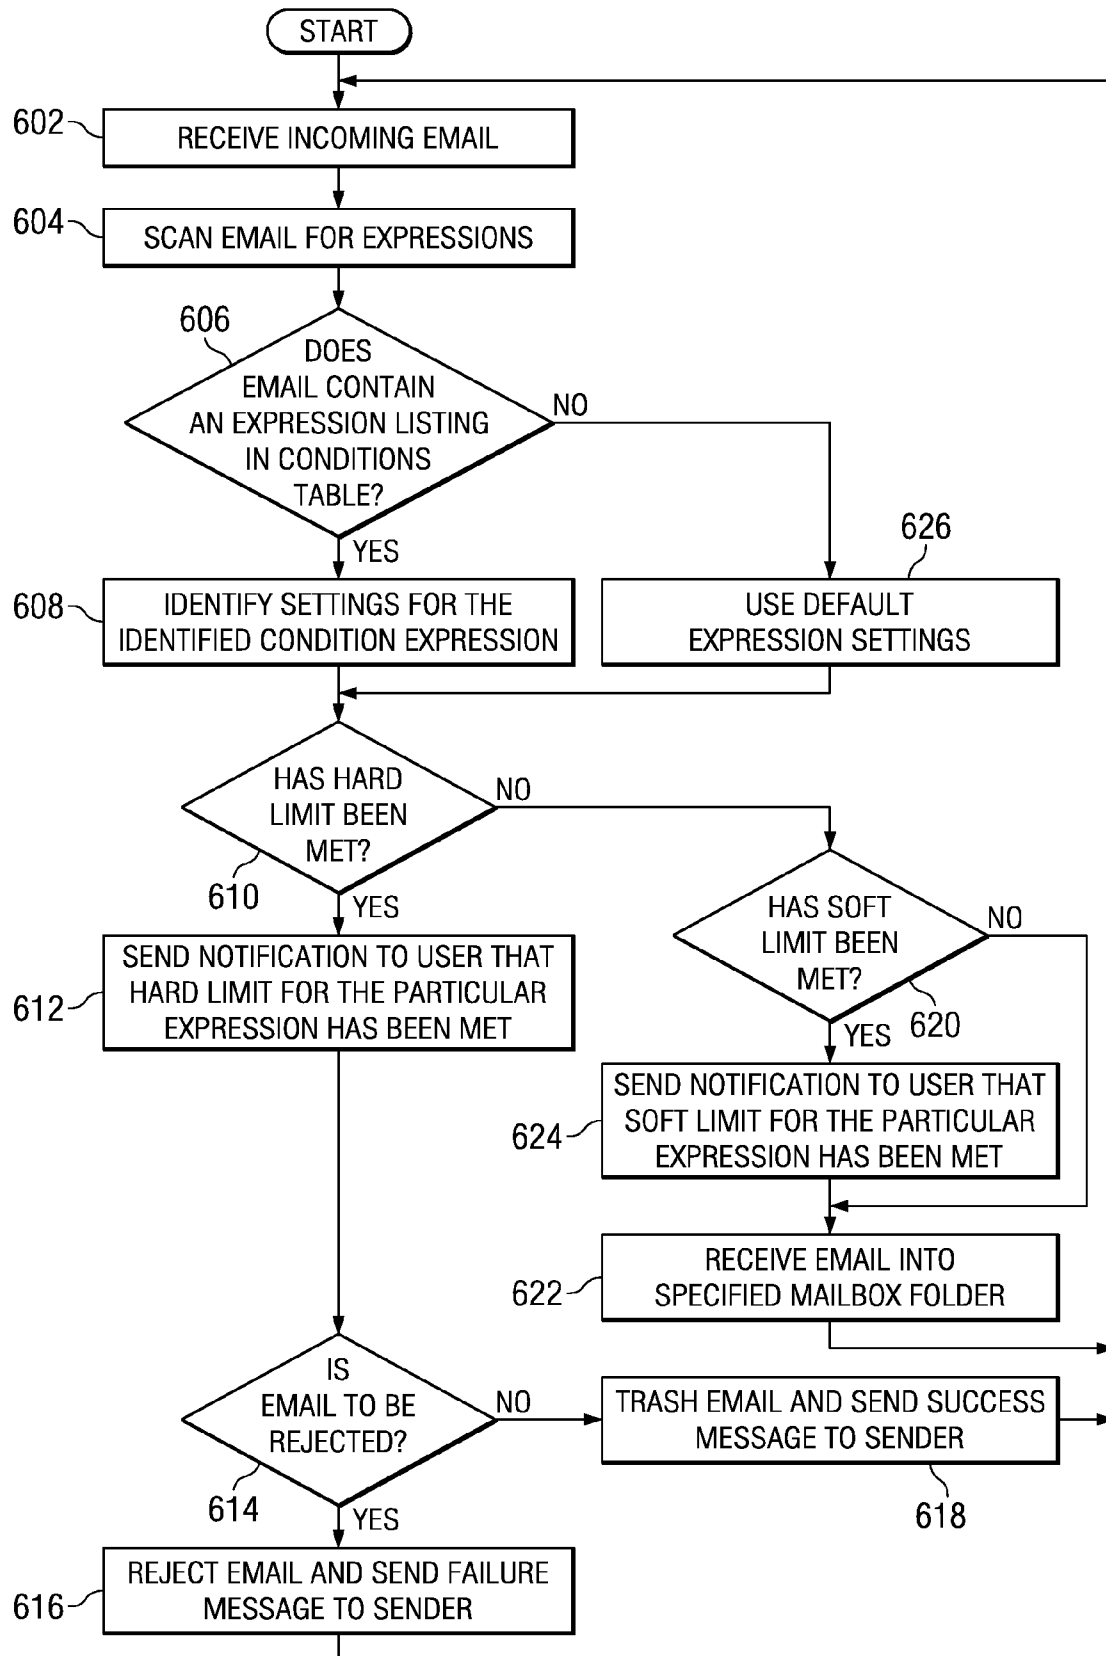 START
602
RECEIVE INCOMING EMAIL
604
SCAN EMAIL FOR EXPRESSIONS
606
DOES
EMAIL CONTAIN
AN EXPRESSION LISTING
IN CONDITIONS
TABLE?
NO
YES
626
608
IDENTIFY SETTINGS FOR THE
IDENTIFIED CONDITION EXPRESSION
USE DEFAULT
EXPRESSION SETTINGS
HAS HARD
LIMIT BEEN
MET?
NO
610
YES
HAS SOFT
LIMIT BEEN
MET?
NO
620
YES
612
SEND NOTIFICATION TO USER THAT
HARD LIMIT FOR THE PARTICULAR
EXPRESSION HAS BEEN MET
624
SEND NOTIFICATION TO USER THAT
SOFT LIMIT FOR THE PARTICULAR
EXPRESSION HAS BEEN MET
622
RECEIVE EMAIL INTO
SPECIFIED MAILBOX FOLDER
IS
EMAIL TO BE
REJECTED?
NO
614
YES
TRASH EMAIL AND SEND SUCCESS
MESSAGE TO SENDER
618
616
REJECT EMAIL AND SEND FAILURE
MESSAGE TO SENDER